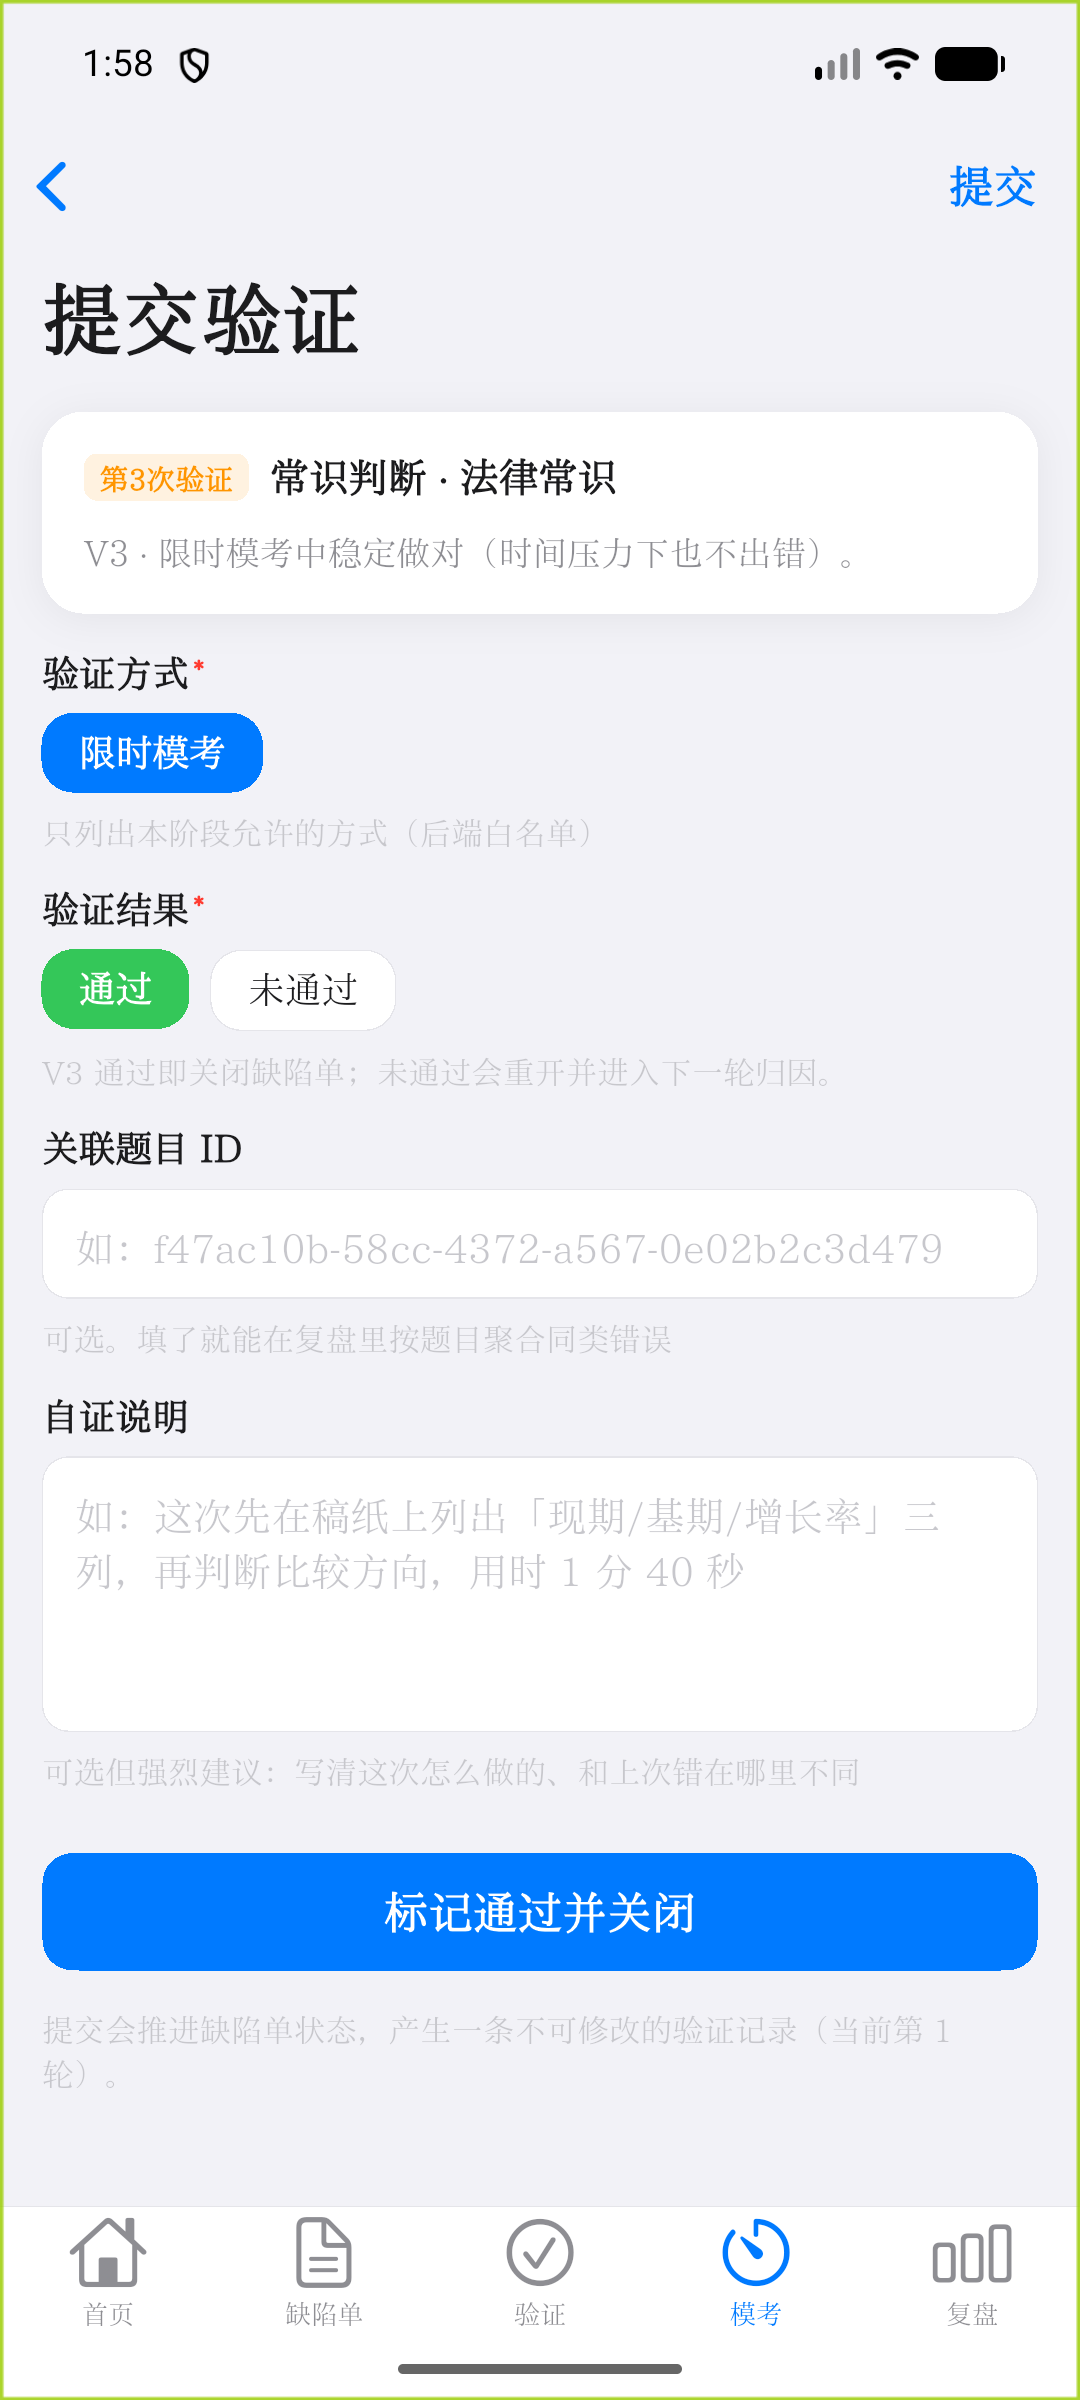 1:58
提交
提交验证
第3次验证 常识判断 · 法律常识
V3 · 限时模考中稳定做对（时间压力下也不出错）。
验证方式*
限时模考
只列出本阶段允许的方式（后端白名单）
验证结果*
通过 未通过
V3 通过即关闭缺陷单；未通过会重开并进入下一轮归因。
关联题目 ID
如：f47ac10b-58cc-4372-a567-0e02b2c3d479
可选。填了就能在复盘里按题目聚合同类错误
自证说明
如：这次先在稿纸上列出「现期/基期/增长率」三
列，再判断比较方向，用时 1 分 40 秒
可选但强烈建议：写清这次怎么做的、和上次错在哪里不同
标记通过并关闭
提交会推进缺陷单状态，产生一条不可修改的验证记录（当前第 1
轮）。
首页 缺陷单 验证 模考 复盘